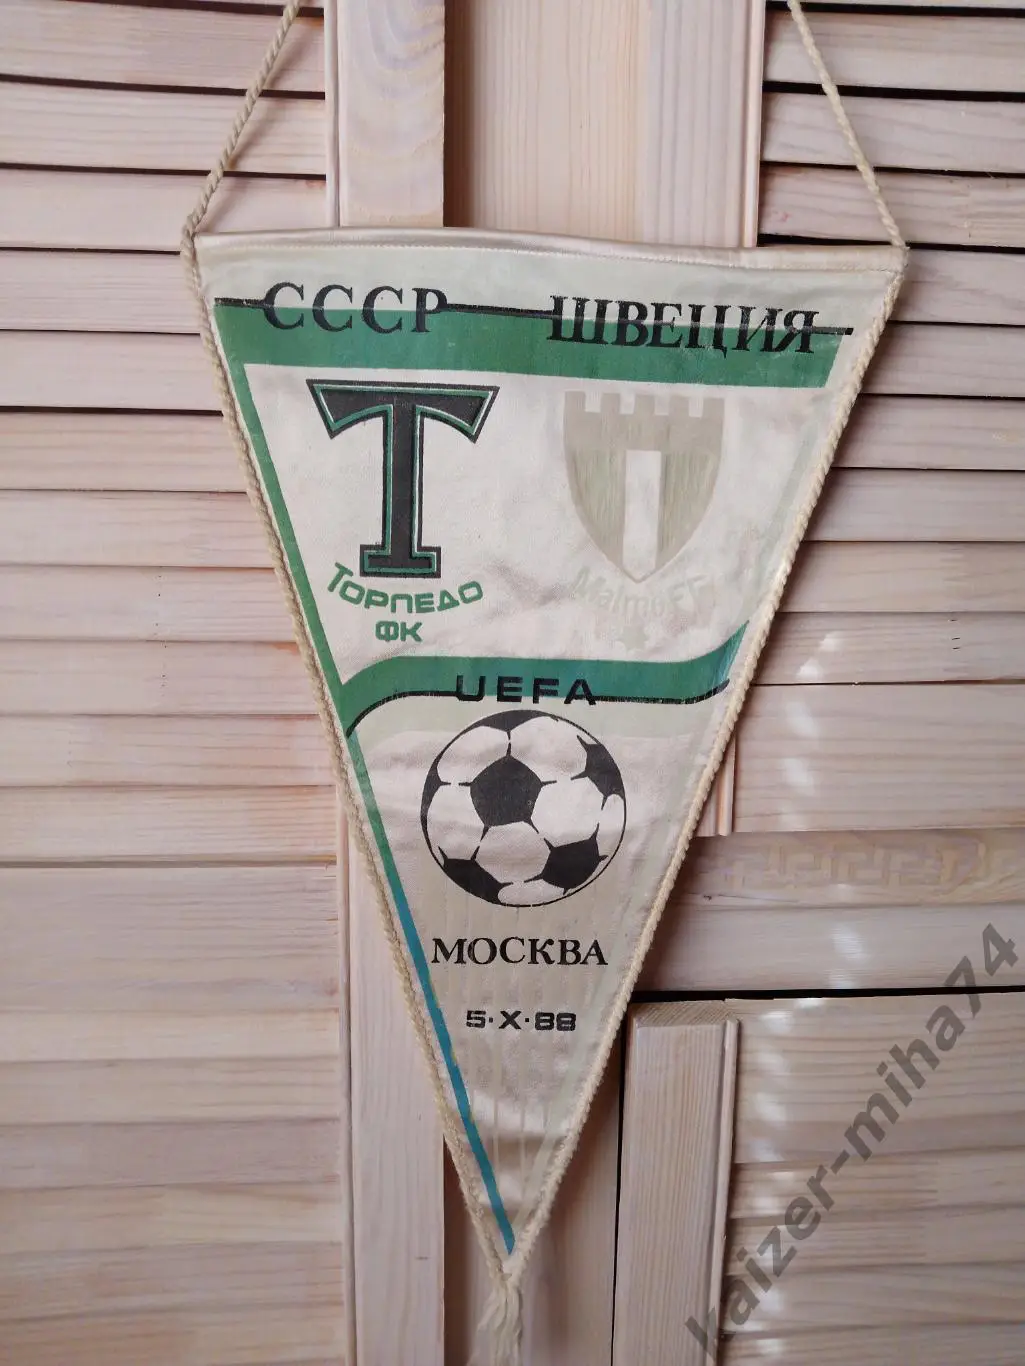 СССР ШВЕЦИЯ
Т
ТОРПЕДО
ФК
Malmö FF
UEFA
МОСКВА
5·X·88
kaizer-miha74